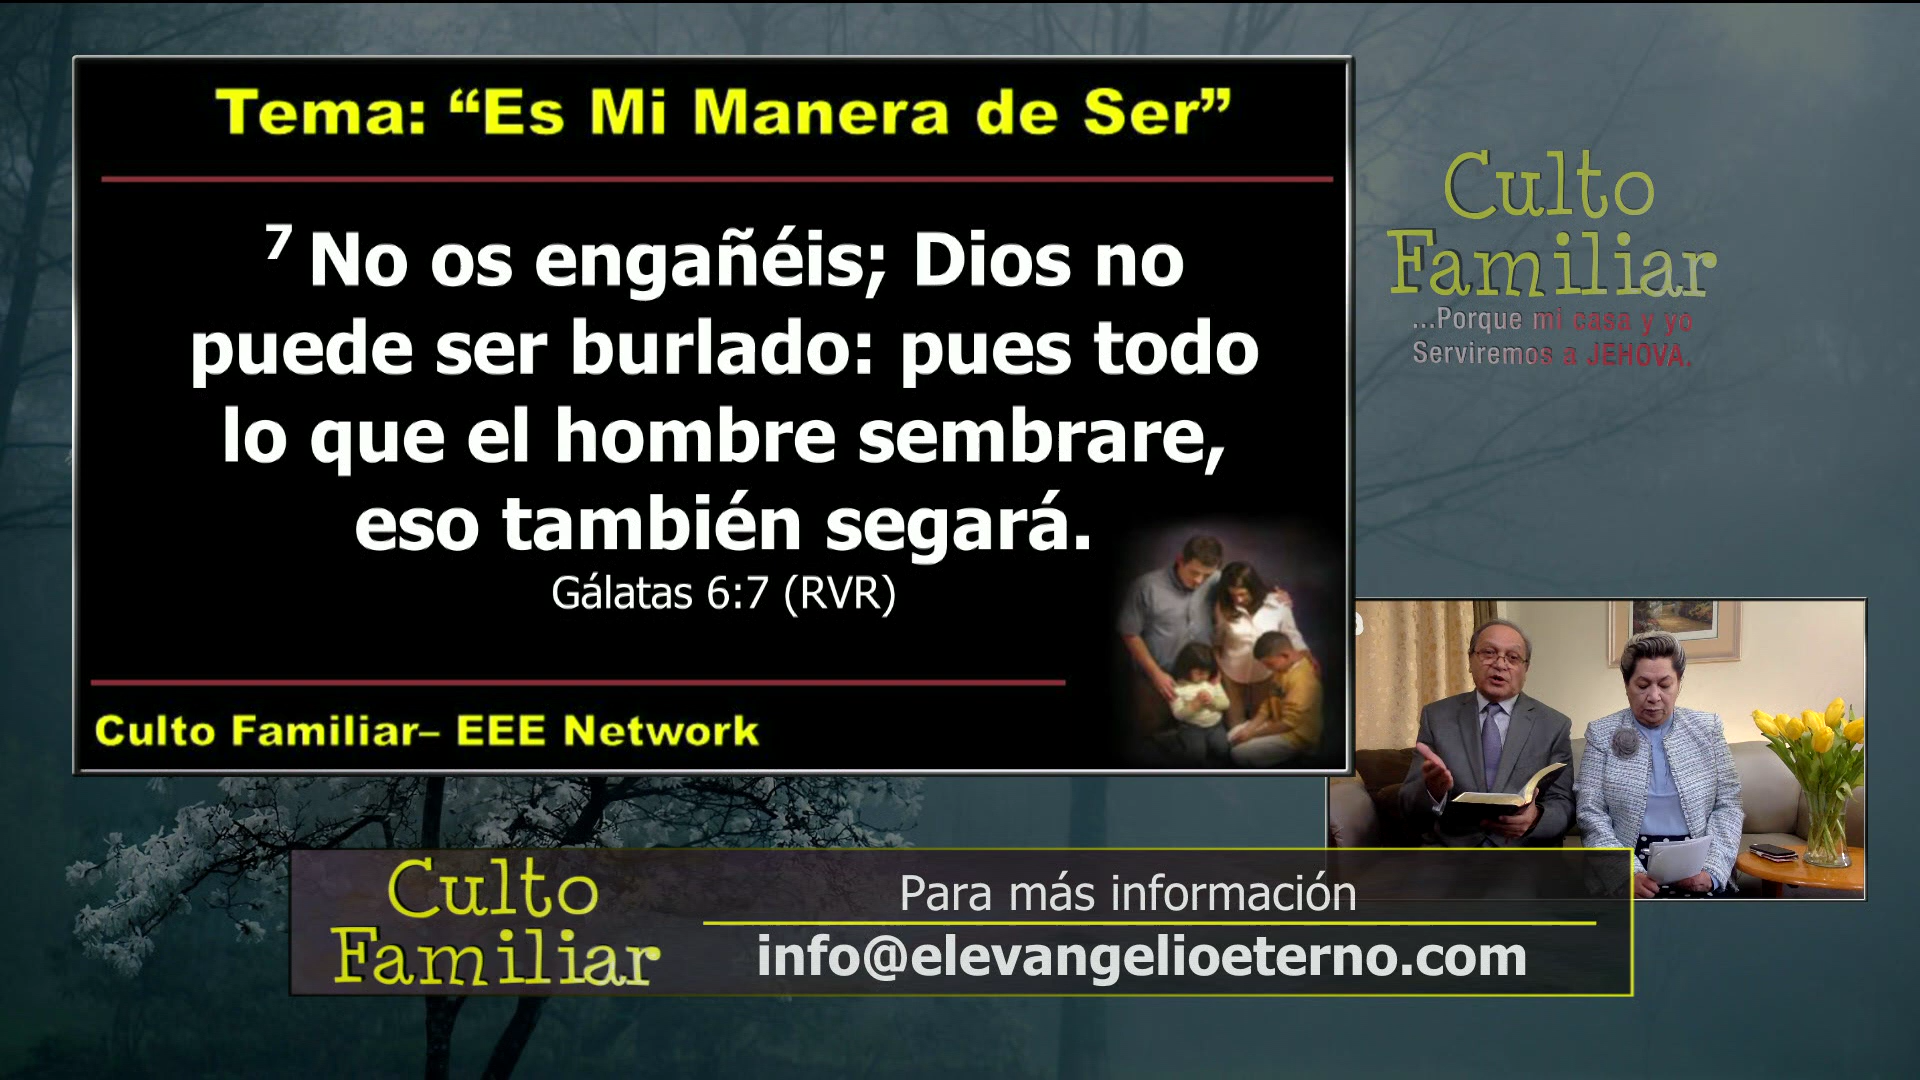 Tema: “Es Mi Manera de Ser”
7 No os engañéis; Dios no
puede ser burlado: pues todo
lo que el hombre sembrare,
eso también segará.
Gálatas 6:7 (RVR)
Culto Familiar– EEE Network
Culto
Familiar
...Porque mi casa y yo
Serviremos a JEHOVA.
Culto
Familiar
Para más información
info@elevangelioeterno.com